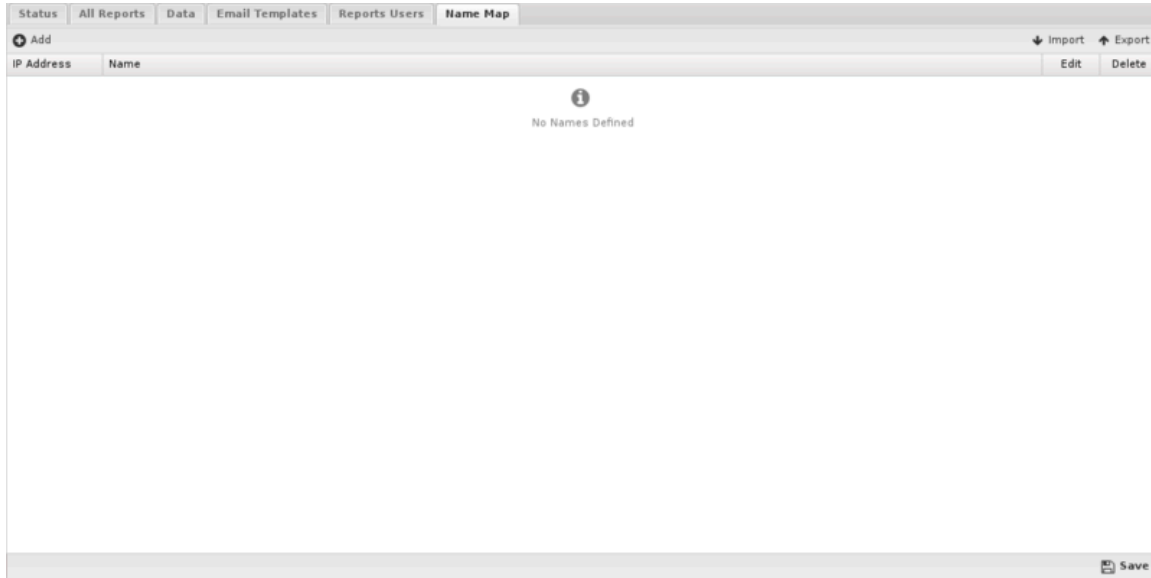 Status All Reports Data Email Templates Reports Users Name Map
Add Import Export
IP Address Name Edit Delete
No Names Defined
Save